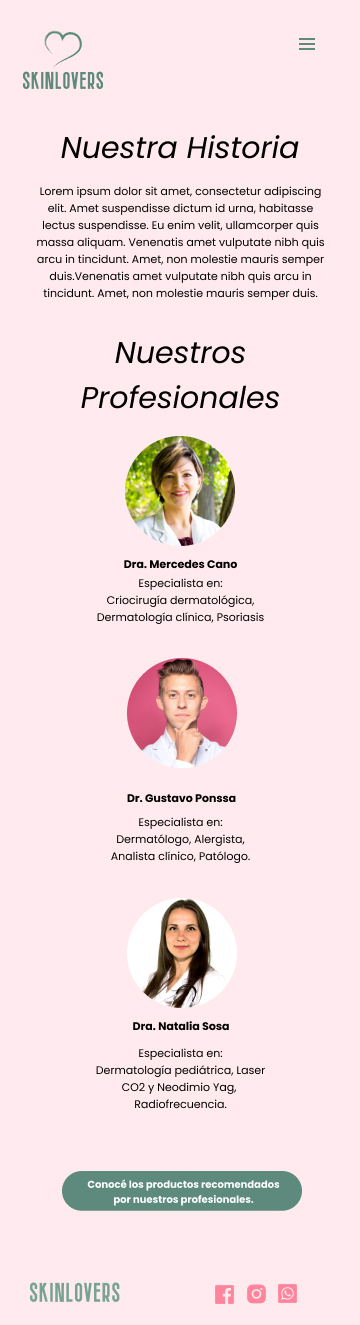 SKINLOVERS
Nuestra Historia
Lorem ipsum dolor sit amet, consectetur adipiscing
elit. Amet suspendisse dictum id urna, habitasse
lectus suspendisse. Eu enim velit, ullamcorper quis
massa aliquam. Venenatis amet vulputate nibh quis
arcu in tincidunt. Amet, non molestie mauris semper
duis.Venenatis amet vulputate nibh quis arcu in
tincidunt. Amet, non molestie mauris semper duis.
Nuestros
Profesionales
Dra. Mercedes Cano
Especialista en:
Criocirugía dermatológica,
Dermatología clínica, Psoriasis
Dr. Gustavo Ponssa
Especialista en:
Dermatólogo, Alergista,
Analista clínico, Patólogo.
Dra. Natalia Sosa
Especialista en:
Dermatología pediátrica, Laser
CO2 y Neodimio Yag,
Radiofrecuencia.
Conocé los productos recomendados
por nuestros profesionales.
SKINLOVERS